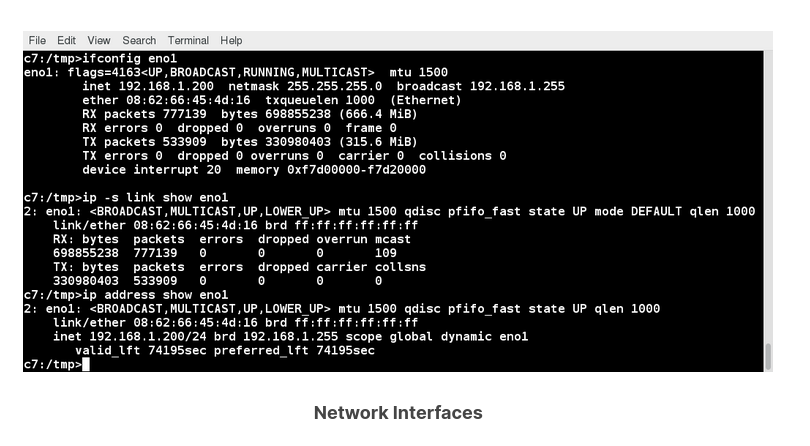 File Edit View Search Terminal Help
c7:/tmp>ifconfig eno1
eno1: flags=4163<UP,BROADCAST,RUNNING,MULTICAST>  mtu 1500
        inet 192.168.1.200  netmask 255.255.255.0  broadcast 192.168.1.255
        ether 08:62:66:45:4d:16  txqueuelen 1000  (Ethernet)
        RX packets 777139  bytes 698855238 (666.4 MiB)
        RX errors 0  dropped 0  overruns 0  frame 0
        TX packets 533909  bytes 330980403 (315.6 MiB)
        TX errors 0  dropped 0 overruns 0  carrier 0  collisions 0
        device interrupt 20  memory 0xf7d00000-f7d20000
c7:/tmp>ip -s link show eno1
2: eno1: <BROADCAST,MULTICAST,UP,LOWER_UP> mtu 1500 qdisc pfifo_fast state UP mode DEFAULT qlen 1000
    link/ether 08:62:66:45:4d:16 brd ff:ff:ff:ff:ff:ff
    RX: bytes  packets  errors  dropped overrun mcast
    698855238  777139   0       0       0       109
    TX: bytes  packets  errors  dropped carrier collsns
    330980403  533909   0       0       0       0
c7:/tmp>ip address show eno1
2: eno1: <BROADCAST,MULTICAST,UP,LOWER_UP> mtu 1500 qdisc pfifo_fast state UP qlen 1000
    link/ether 08:62:66:45:4d:16 brd ff:ff:ff:ff:ff:ff
    inet 192.168.1.200/24 brd 192.168.1.255 scope global dynamic eno1
       valid_lft 74195sec preferred_lft 74195sec
c7:/tmp>
Network Interfaces